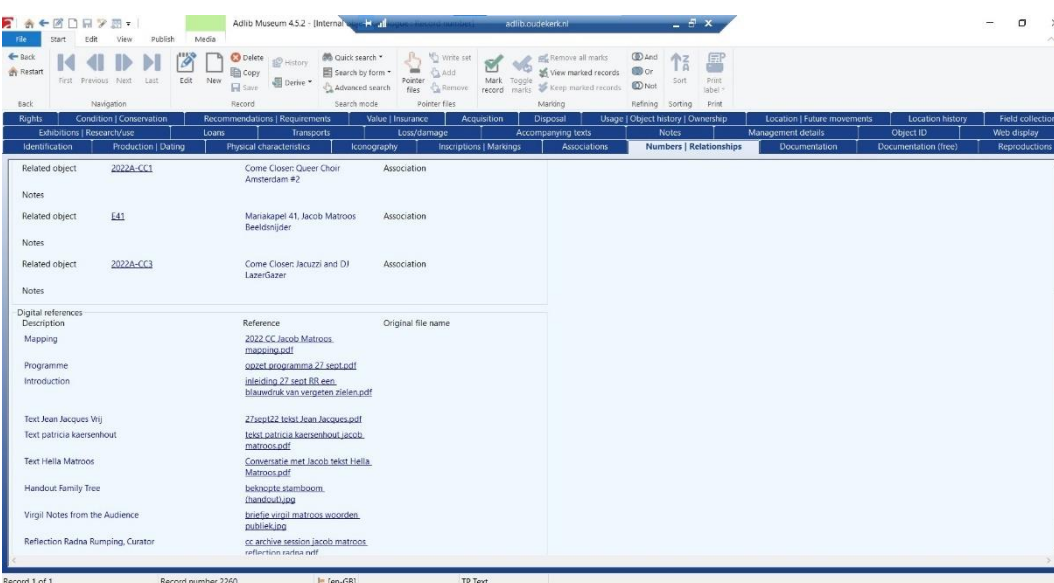 Adlib Museum 4.5.2 - [Internal
adlib.oudekerk.nl
File Start Edit View Publish Media
Back
Restart
First Previous Next Last
Edit New
Delete
Copy
Save
History
Derive
Quick search
Search by form
Advanced search
Pointer files
Write set
Add
Remove
Mark record
Toggle marks
Remove all marks
View marked records
Keep marked records
And
Or
Not
Sort
Print label
Back Navigation Record Search mode Pointer files Marking Refining Sorting Print
Rights Condition | Conservation Recommendations | Requirements Value | Insurance Acquisition Disposal Usage | Object history | Ownership Location | Future movements Location history Field collection
Exhibitions | Research/use Loans Transports Loss/damage Accompanying texts Notes Management details Object ID Web display
Identification Production | Dating Physical characteristics Iconography Inscriptions | Markings Associations Numbers | Relationships Documentation Documentation (free) Reproductions
Related object 2022A-CC1 Come Closer: Queer Choir Association
Amsterdam #2
Notes
Related object E41 Mariakapel 41, Jacob Matroos Association
Beeldsnijder
Notes
Related object 2022A-CC3 Come Closer: Jacuzzi and DJ Association
LazerGazer
Notes
Digital references
Description Reference Original file name
Mapping 2022 CC Jacob Matroos
mapping.pdf
Programme opzet programma 27 sept.pdf
Introduction inleiding 27 sept RR een
blauwdruk van vergeten zielen.pdf
Text Jean Jacques Vrij 27sept22 tekst Jean Jacques.pdf
Text patricia kaersenhout tekst patricia kaersenhout jacob
matroos.pdf
Text Hella Matroos Conversatie met Jacob tekst Hella
Matroos.pdf
Handout Family Tree beknopte stamboom
(handout).jpg
Virgil Notes from the Audience briefje virgil matroos woorden
publiek.jpg
Reflection Radna Rumping, Curator cc archive session jacob matroos
reflection radna.pdf
Record 1 of 1 Record number 2260 [en-GB] TP Text